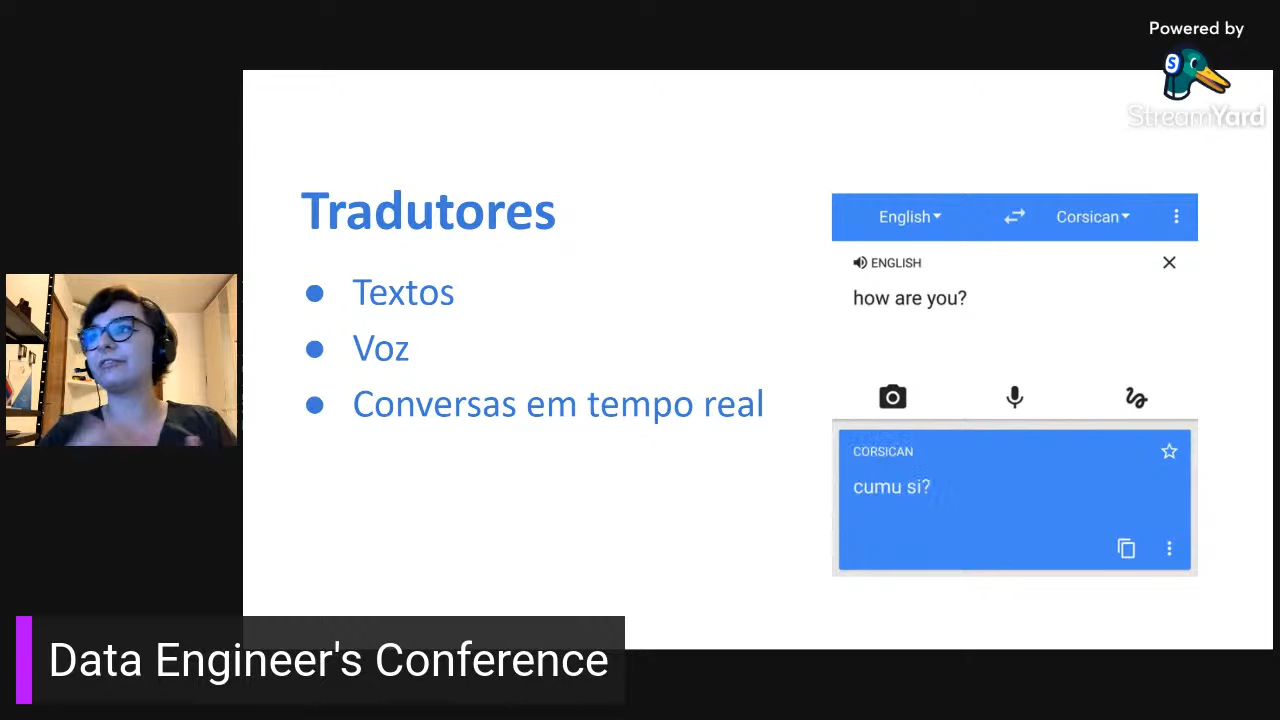 Powered by
StreamYard
Tradutores
● Textos
● Voz
● Conversas em tempo real
English
Corsican
ENGLISH
how are you?
CORSICAN
cumu si?
Data Engineer's Conference